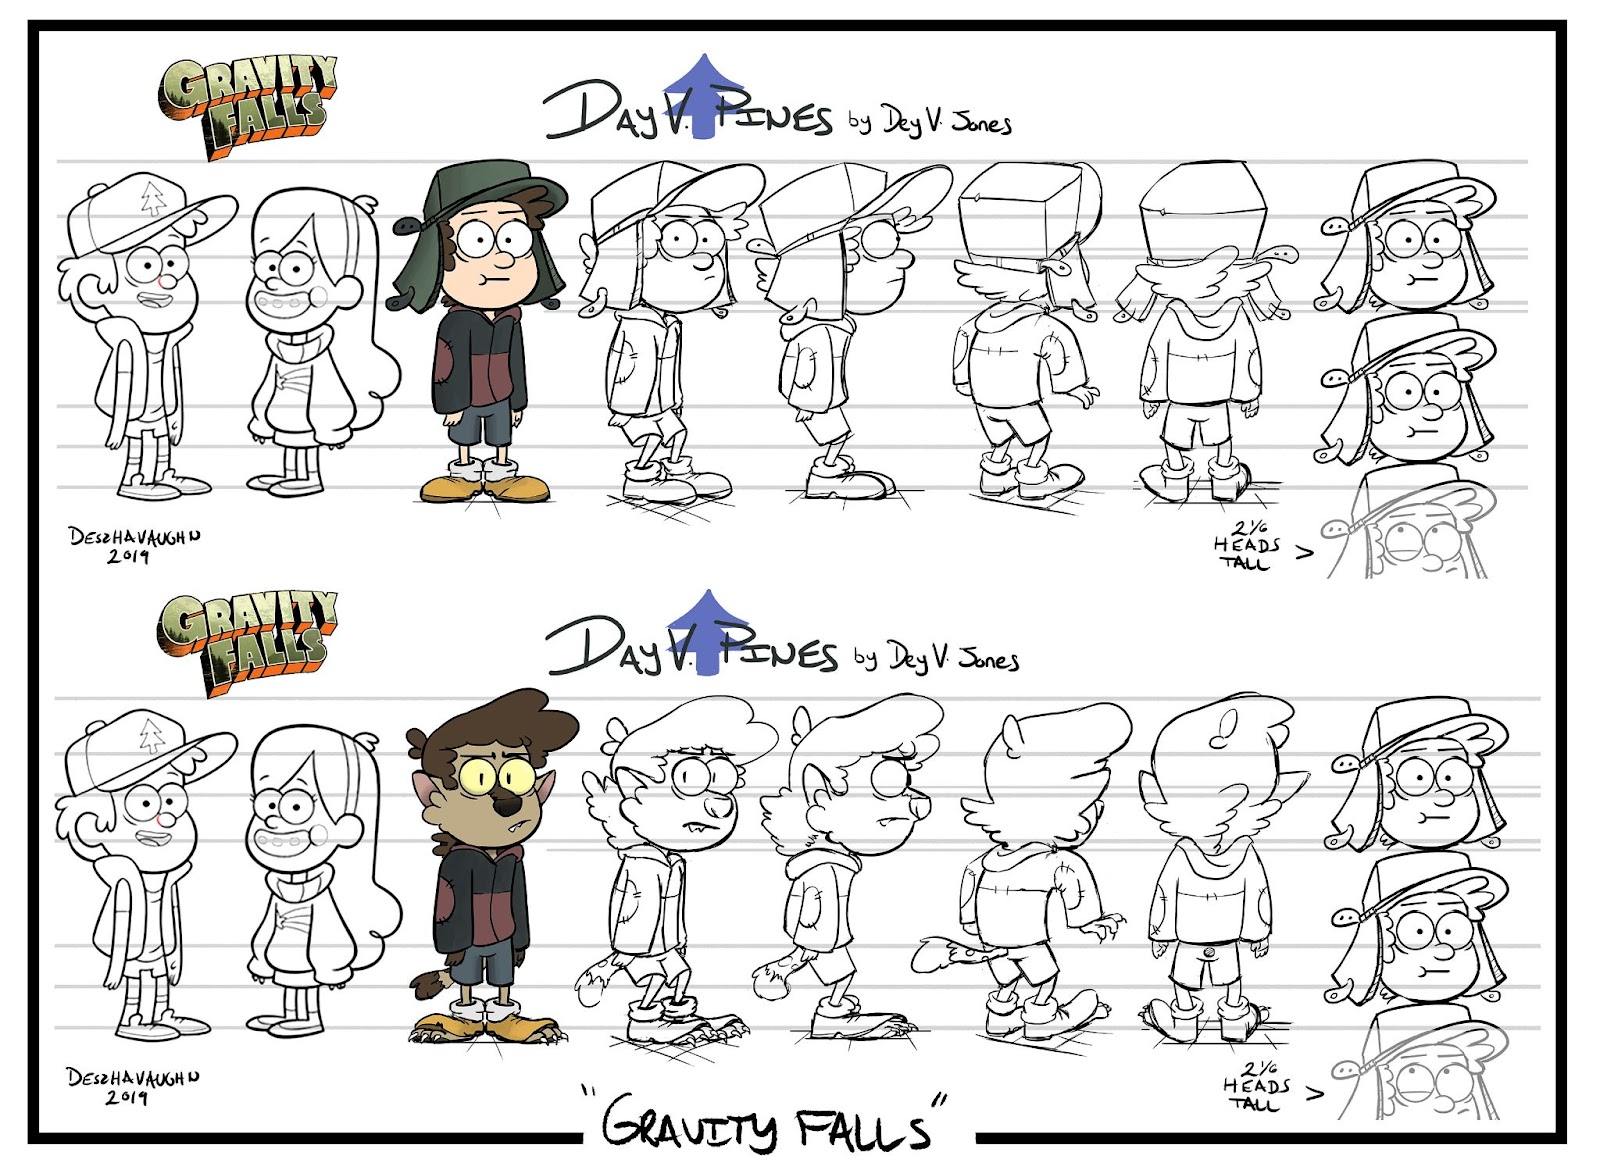 GRAVITY
FALLS
DAY V. PINES by Dey V. Jones
DESZHAVAUGHN
2019
2 1/6
HEADS
TALL >
GRAVITY
FALLS
DAY V. PINES by Dey V. Jones
DESZHAVAUGHN
2019
2 1/6
HEADS
TALL >
"GRAVITY FALLS"